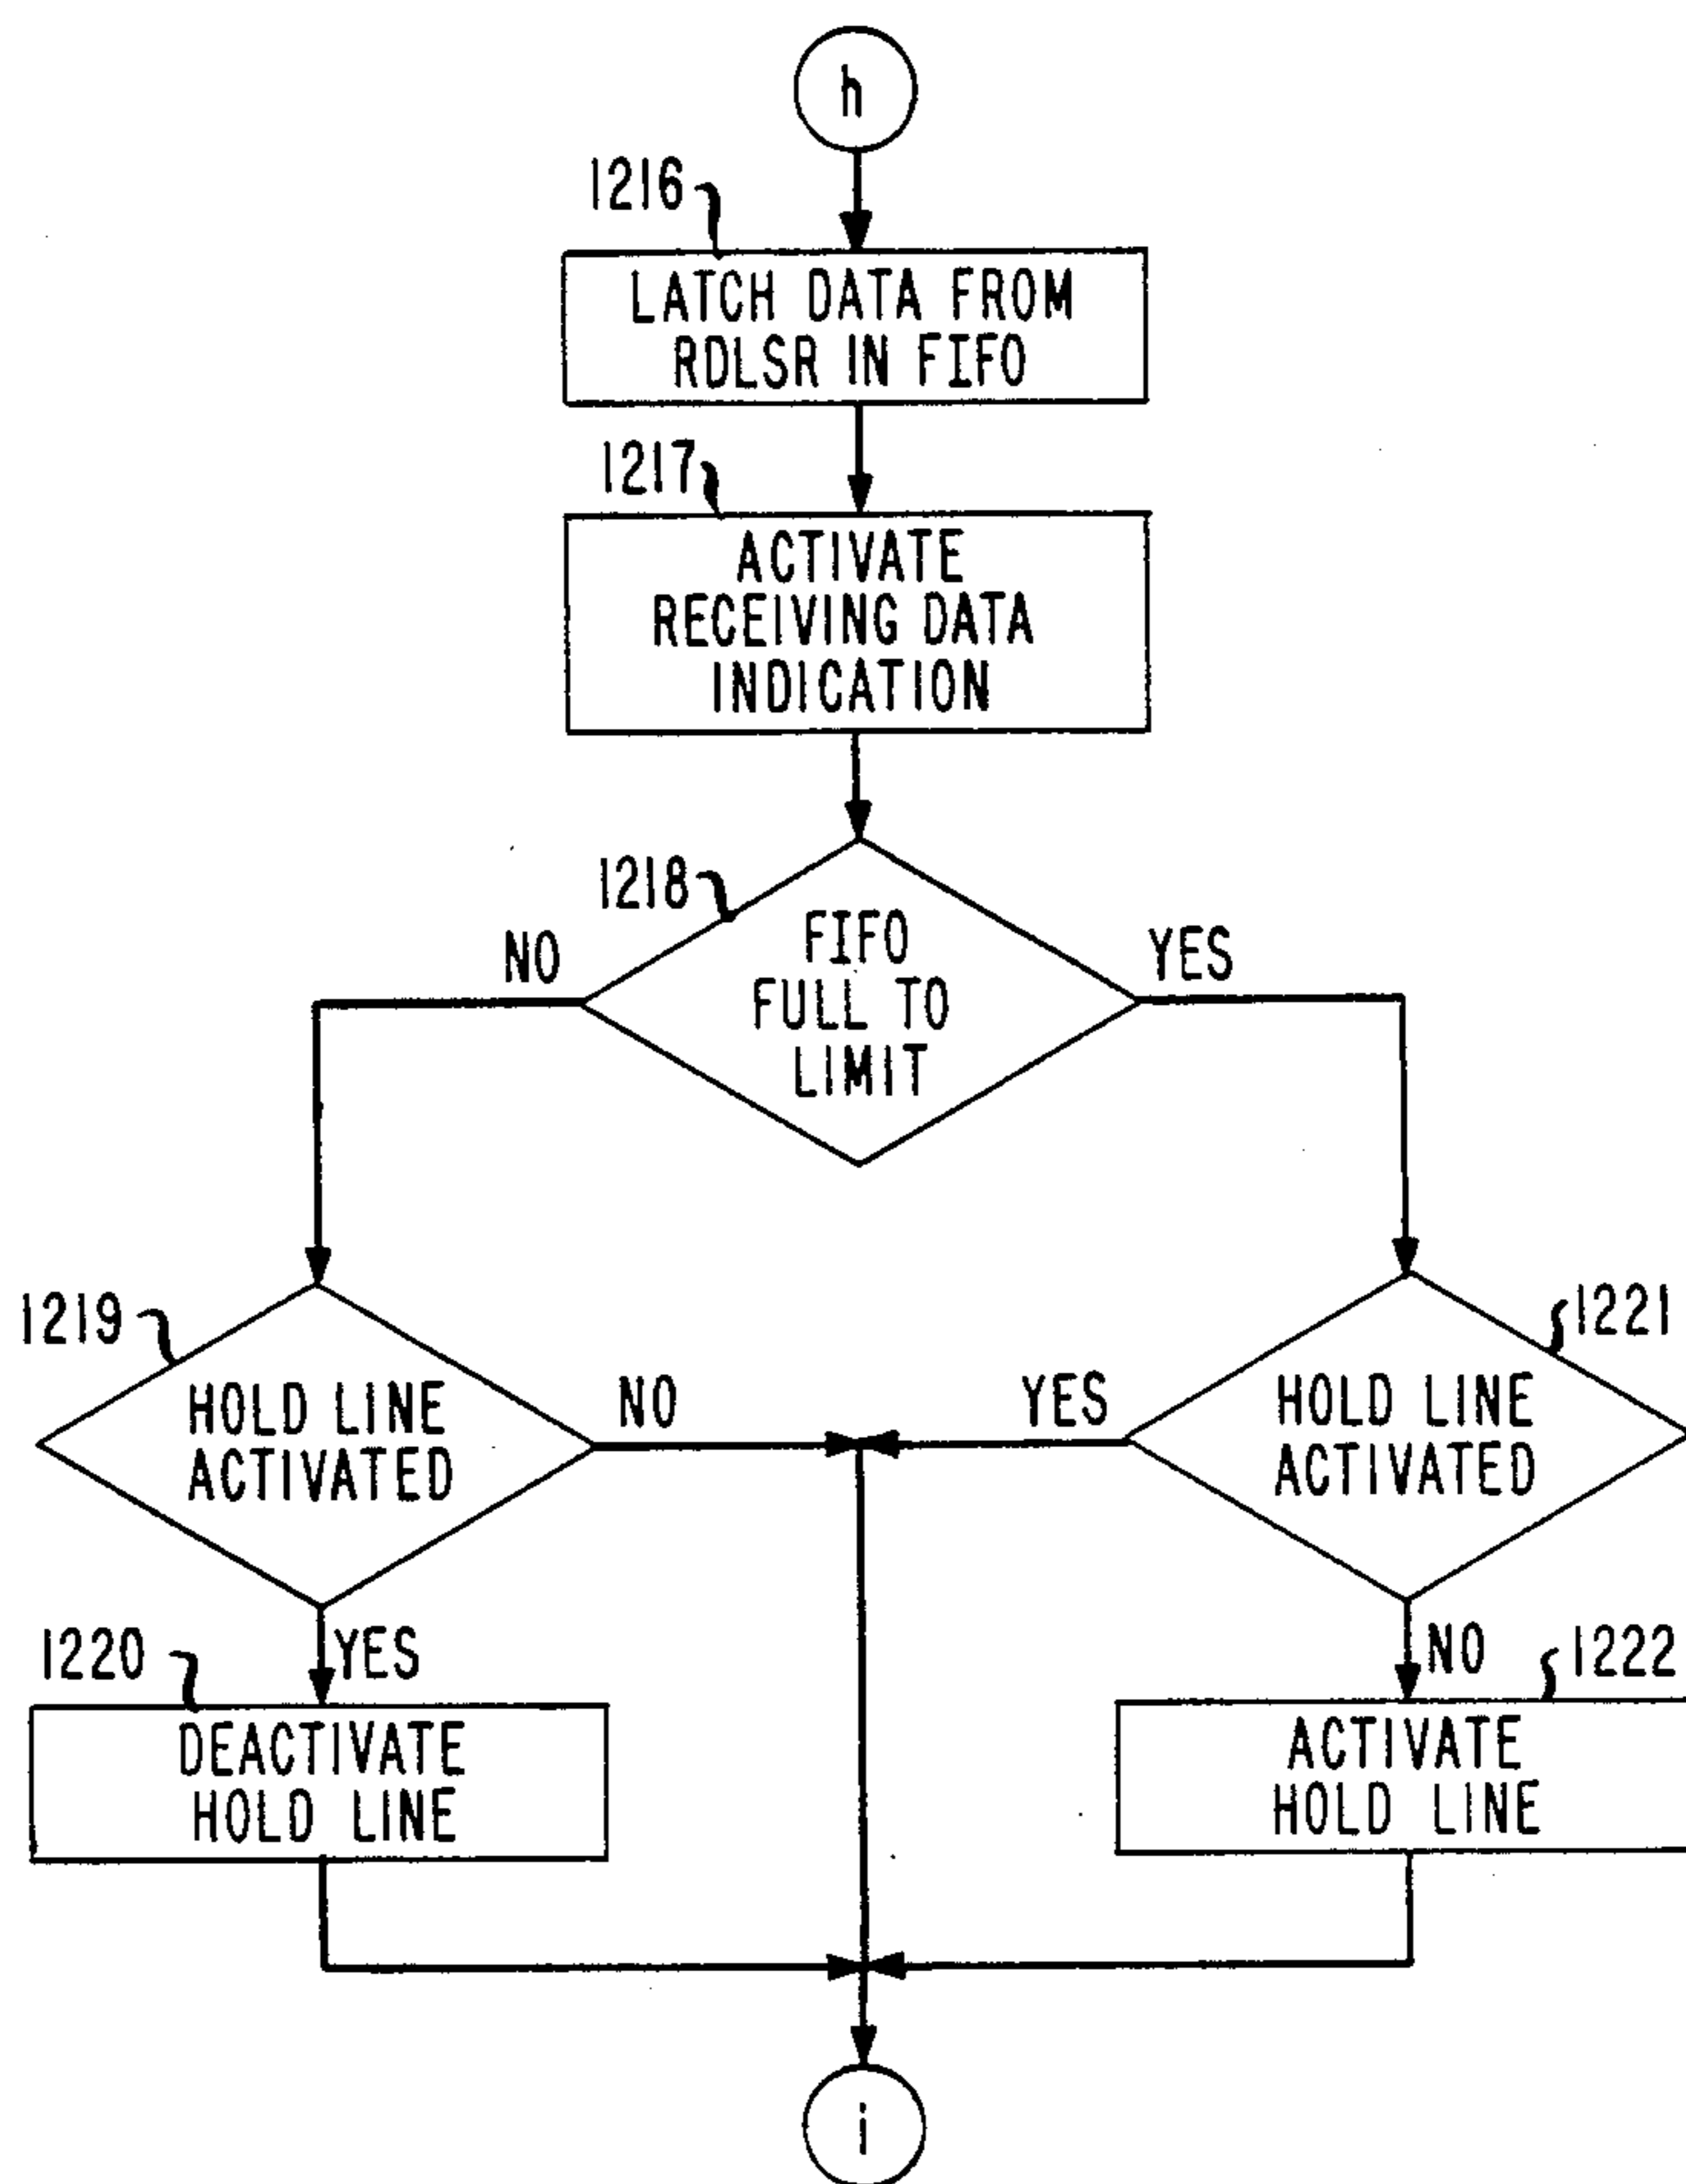 h
1216
LATCH DATA FROM
RDLSR IN FIFO
1217
ACTIVATE
RECEIVING DATA
INDICATION
1218
FIFO
FULL TO
LIMIT
NO
YES
1219
HOLD LINE
ACTIVATED
NO
YES
1221
HOLD LINE
ACTIVATED
1220
YES
DEACTIVATE
HOLD LINE
NO
1222
ACTIVATE
HOLD LINE
i